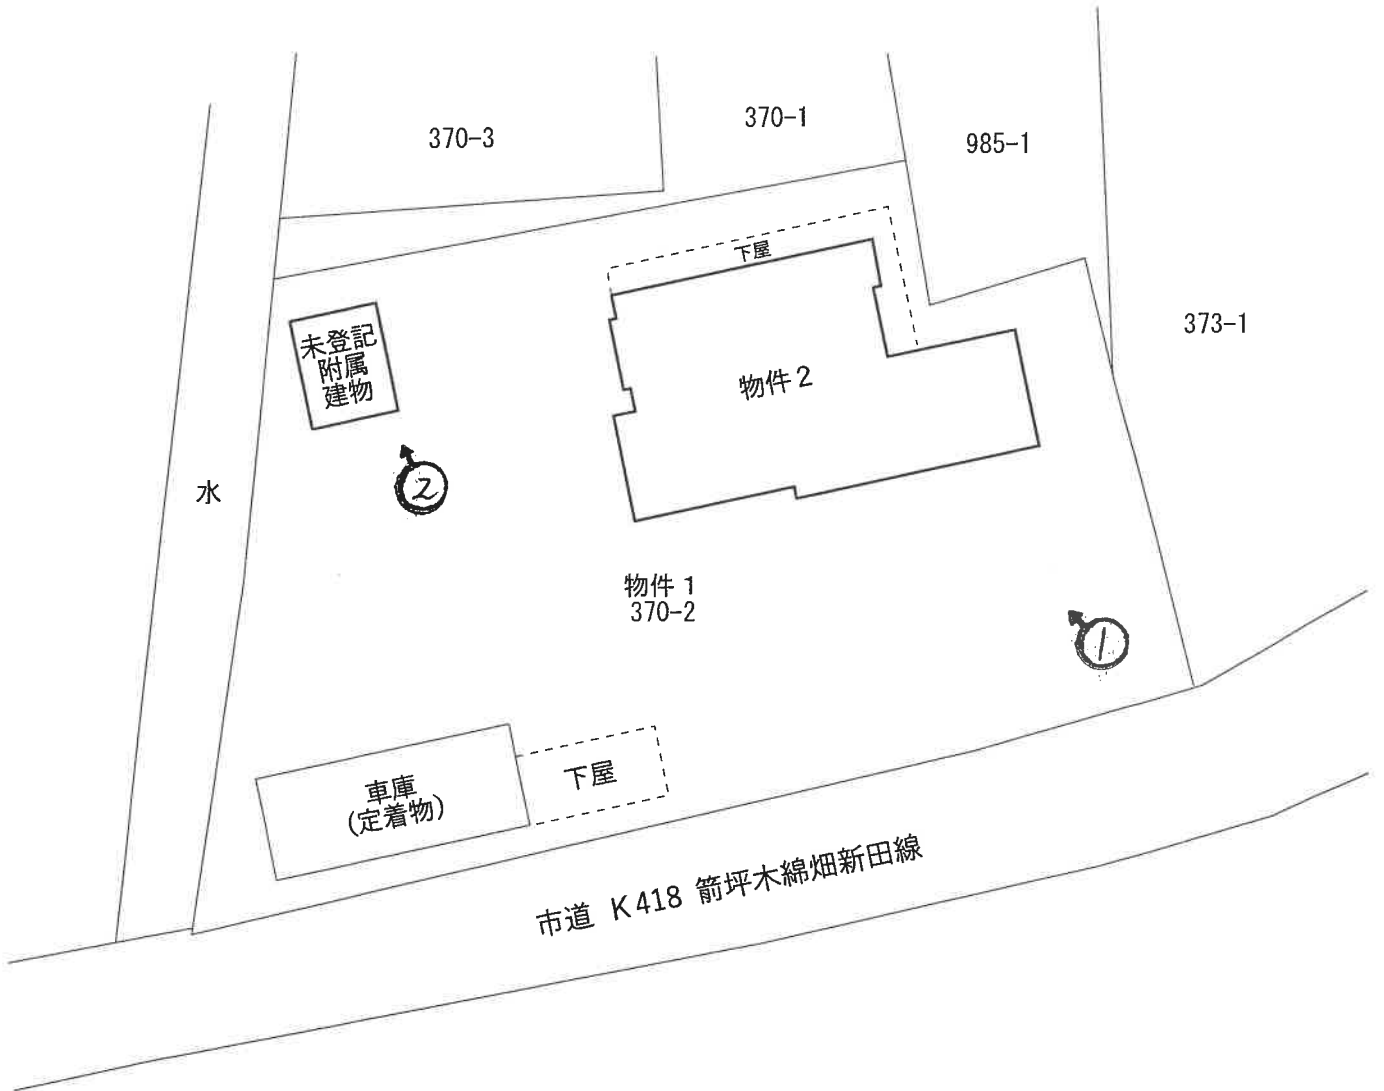 370-3
370-1
985-1
373-1
下屋
未登記
附属
建物
物件2
水
②
物件1
370-2
①
車庫
(定着物)
下屋
市道 K418 箭坪木綿畑新田線